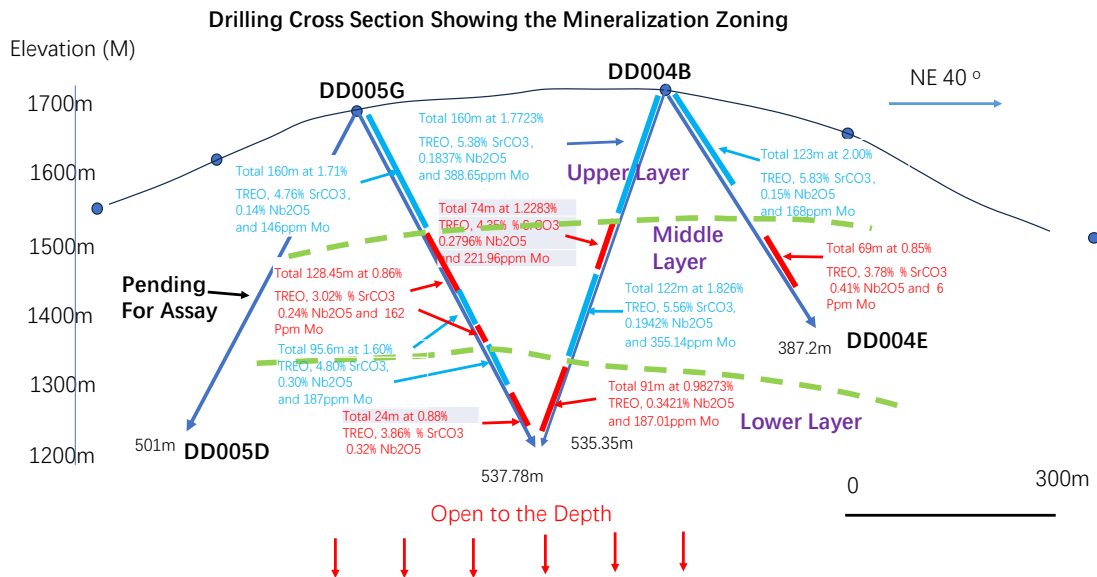 Drilling Cross Section Showing the Mineralization Zoning
Elevation (M)
NE 40 o
DD005G
DD004B
1700m
1600m
1500m
1400m
1300m
1200m
Total 160m at 1.7723%
TREO, 5.38% SrCO3,
0.1837% Nb2O5
and 388.65ppm Mo
Total 160m at 1.71%
TREO, 4.76% SrCO3,
0.14% Nb2O5
and 146ppm Mo
Upper Layer
Total 123m at 2.00%
TREO, 5.83% SrCO3,
0.15% Nb2O5
and 168ppm Mo
Total 74m at 1.2283%
TREO, 4.35% % SrCO3
0.2796% Nb2O5
and 221.96ppm Mo
Middle
Layer
Total 69m at 0.85%
TREO, 3.78% % SrCO3
0.41% Nb2O5 and 6
Ppm Mo
Pending
For Assay
Total 128.45m at 0.86%
TREO, 3.02% % SrCO3
0.24% Nb2O5 and 162
Ppm Mo
Total 122m at 1.826%
TREO, 5.56% SrCO3,
0.1942% Nb2O5
and 355.14ppm Mo
387.2m
DD004E
Total 95.6m at 1.60%
TREO, 4.80% SrCO3,
0.30% Nb2O5
and 187ppm Mo
Total 91m at 0.98273%
TREO, 0.3421% Nb2O5
and 187.01ppm Mo
Lower Layer
Total 24m at 0.88%
TREO, 3.86% % SrCO3
0.32% Nb2O5
501m
DD005D
535.35m
537.78m
0
300m
Open to the Depth